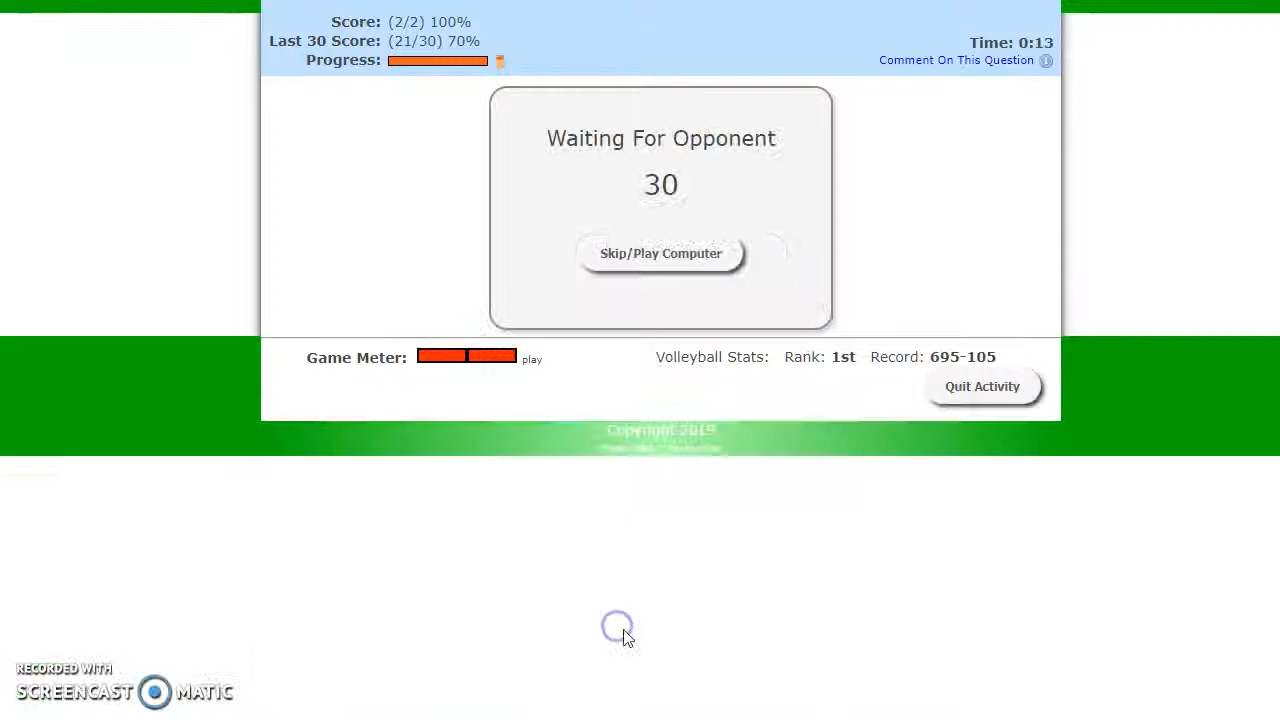 Score: (2/2) 100%
Last 30 Score: (21/30) 70%
Progress:
Time: 0:13
Comment On This Question
Waiting For Opponent
30
Skip/Play Computer
Game Meter: play
Volleyball Stats: Rank: 1st Record: 695-105
Quit Activity
Copyright 2019
RECORDED WITH
SCREENCAST MATIC